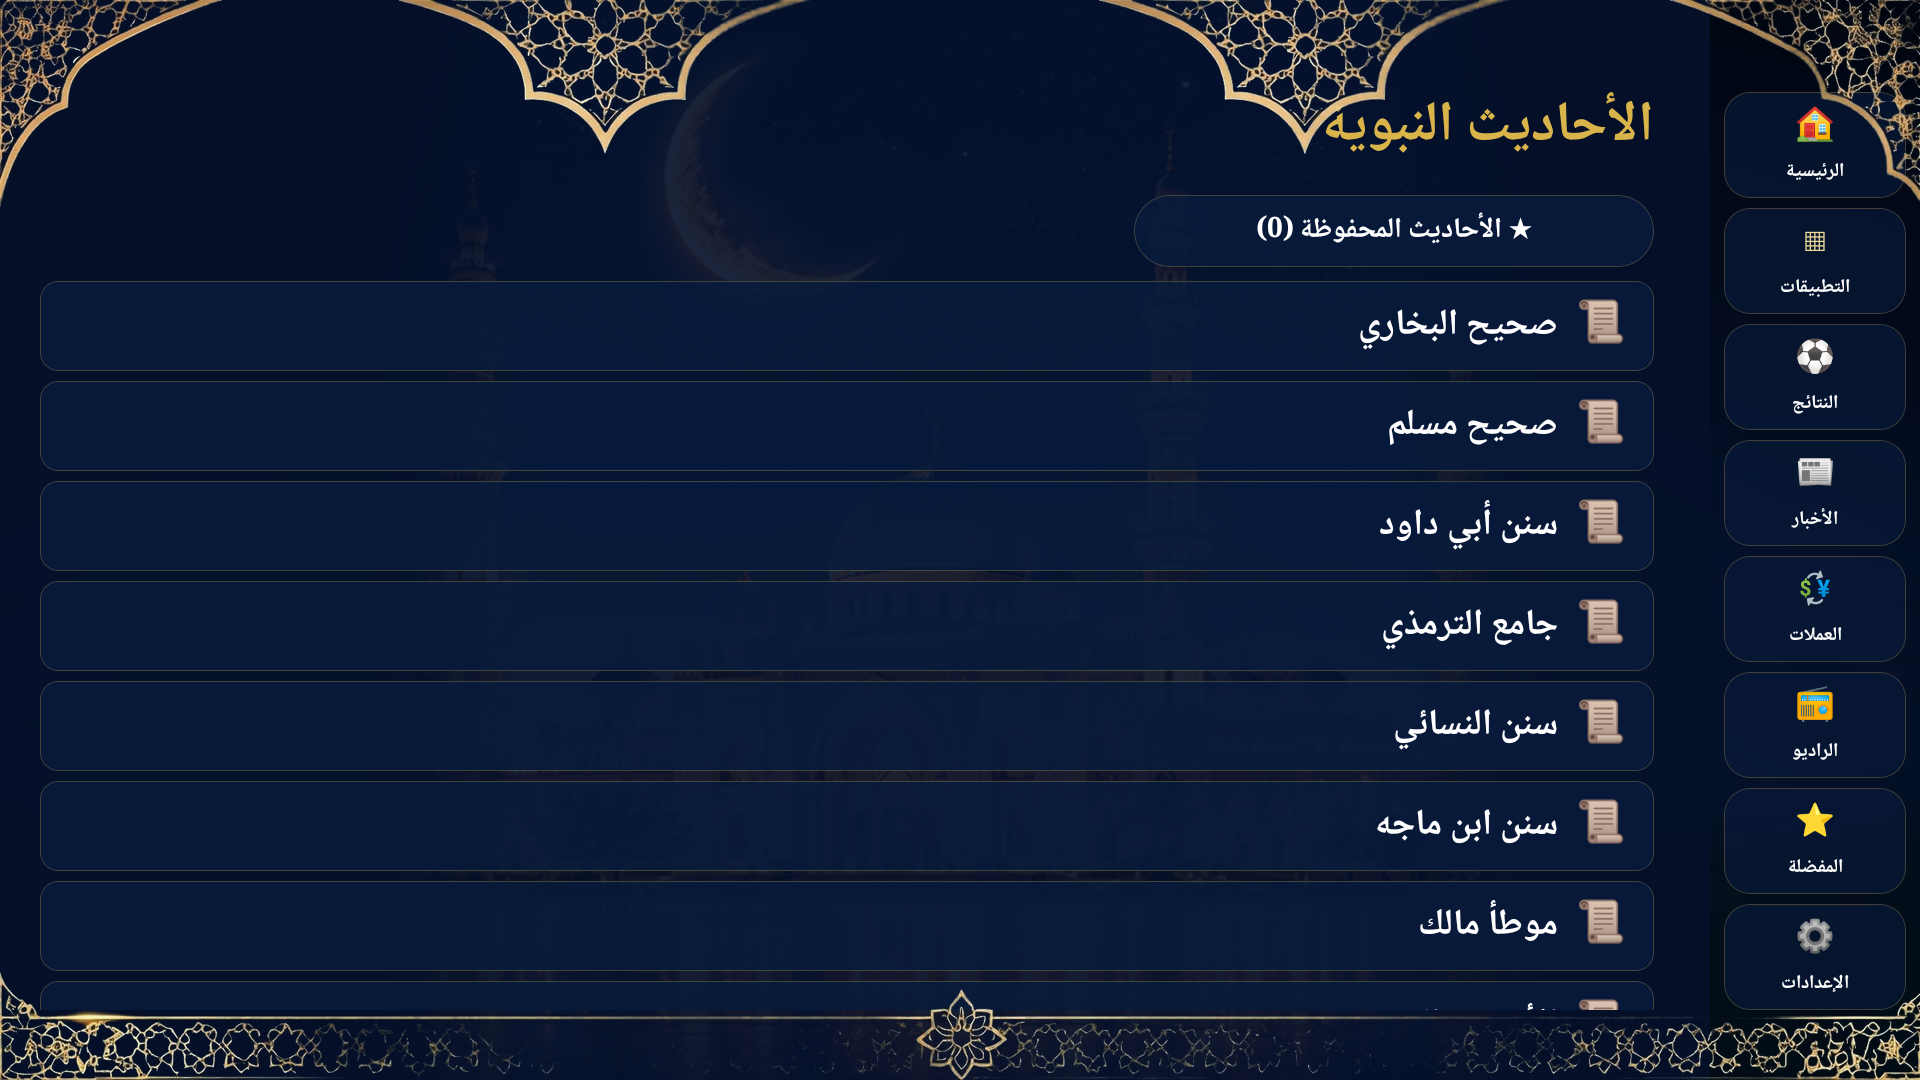 الأحاديث النبويه
★ الأحاديث المحفوظة (0)
صحيح البخاري
صحيح مسلم
سنن أبي داود
جامع الترمذي
سنن النسائي
سنن ابن ماجه
موطأ مالك
الرئيسية
التطبيقات
النتائج
الأخبار
العملات
الراديو
المفضلة
الإعدادات